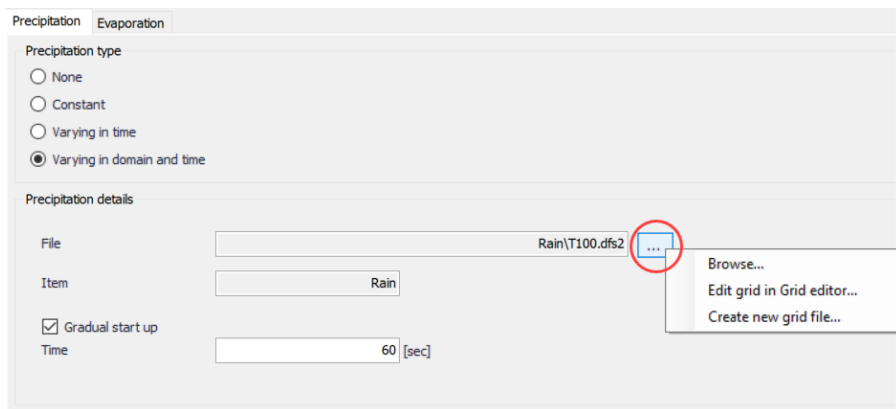 Precipitation Evaporation
Precipitation type
None
Constant
Varying in time
Varying in domain and time
Precipitation details
File Rain\T100.dfs2 ...
Browse...
Edit grid in Grid editor...
Create new grid file...
Item Rain
Gradual start up
Time 60 [sec]